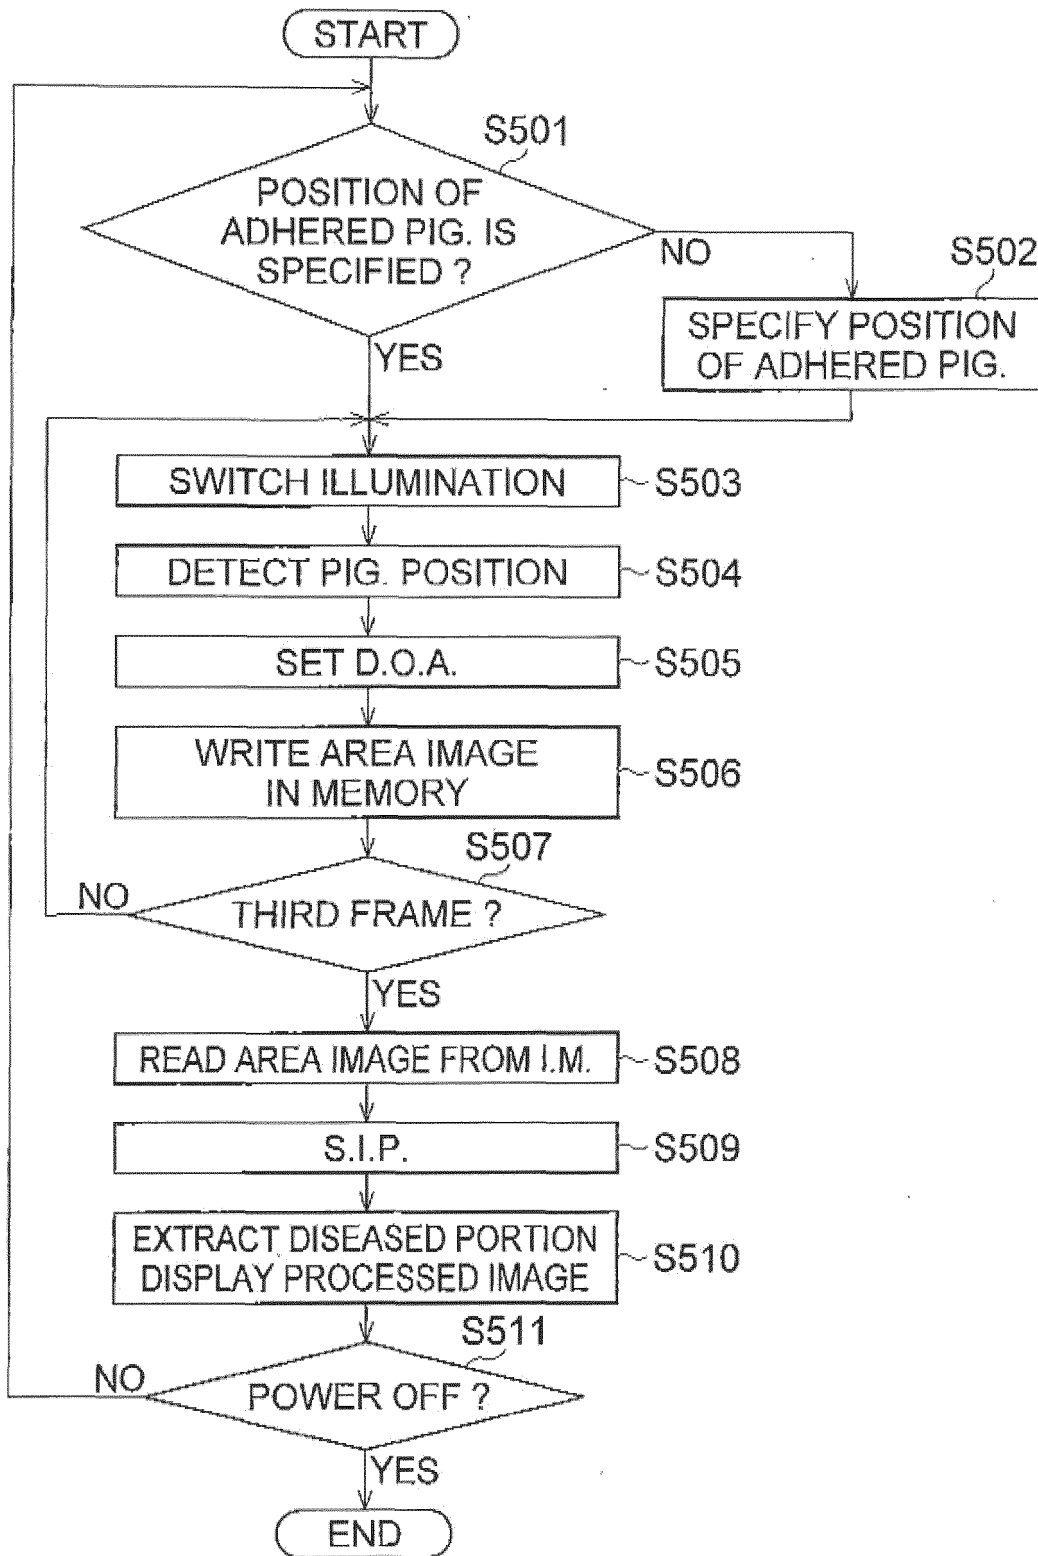 START
S501
POSITION OF
ADHERED PIG. IS
SPECIFIED ?
NO
S502
SPECIFY POSITION
OF ADHERED PIG.
YES
SWITCH ILLUMINATION
S503
DETECT PIG. POSITION
S504
SET D.O.A.
S505
WRITE AREA IMAGE
IN MEMORY
S506
S507
NO
THIRD FRAME ?
YES
READ AREA IMAGE FROM I.M.
S508
S.I.P.
S509
EXTRACT DISEASED PORTION
DISPLAY PROCESSED IMAGE
S510
S511
NO
POWER OFF ?
YES
END